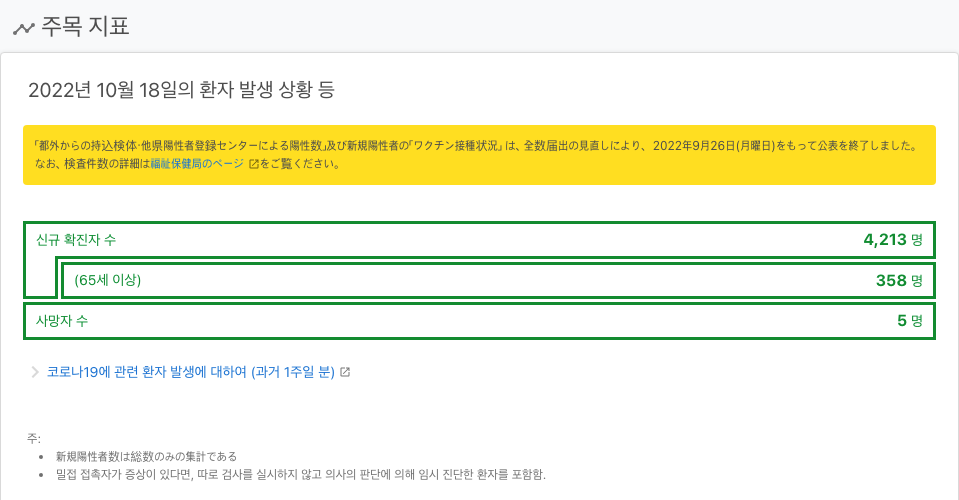 주목 지표
2022년 10월 18일의 환자 발생 상황 등
「都外からの持込検体·他県陽性者登録センターによる陽性数」及び新規陽性者の「ワクチン接種状況」は、全数届出の見直しにより、 2022年9月26日(月曜日)をもって公表を終了しました。
なお、検査件数の詳細は福祉保健局のページ をご覧ください。
신규 확진자 수 4,213 명
(65세 이상) 358 명
사망자 수 5 명
코로나19에 관련 환자 발생에 대하여 (과거 1주일 분)
주:
• 新規陽性者数は総数のみの集計である
• 밀접 접촉자가 증상이 있다면, 따로 검사를 실시하지 않고 의사의 판단에 의해 임시 진단한 환자를 포함함.